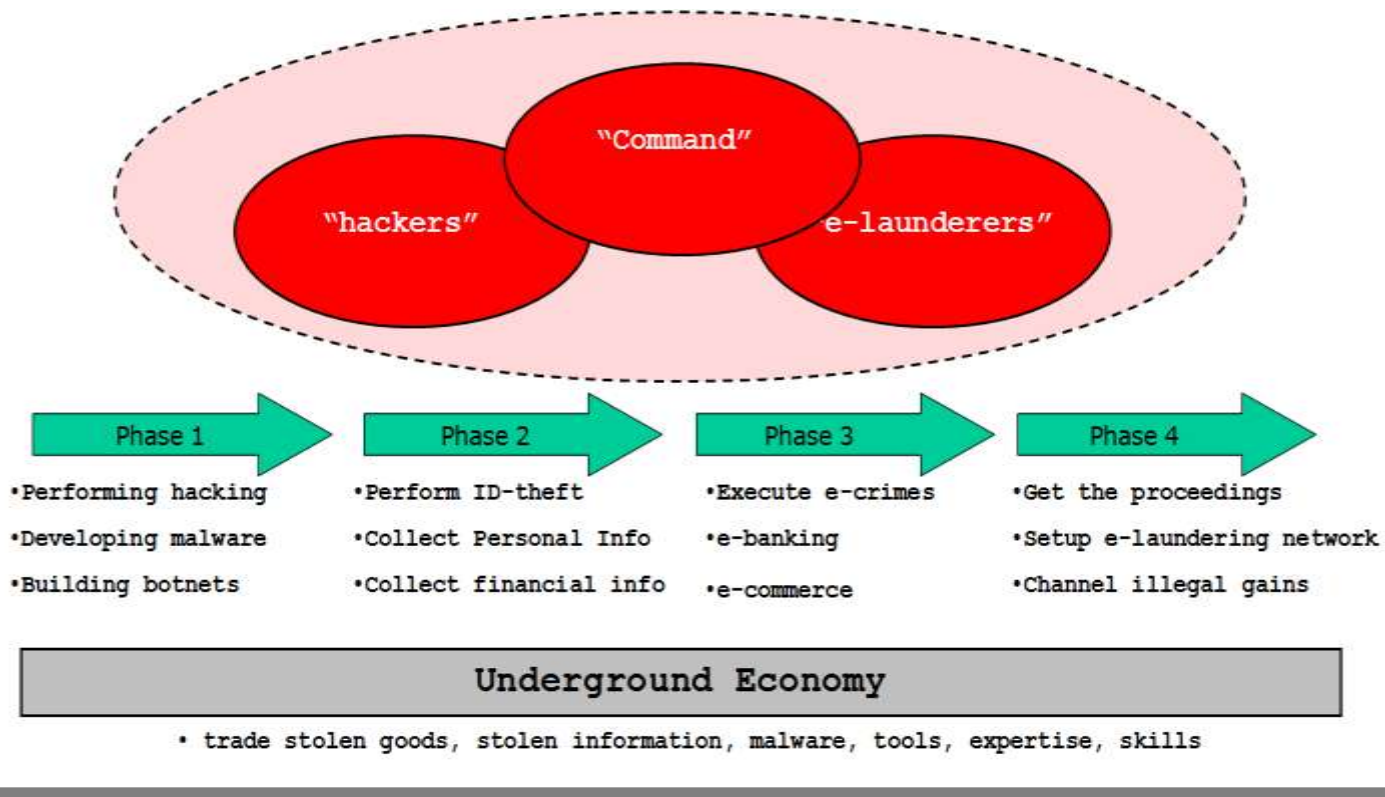 “Command”
“hackers”
e-launderers”
Phase 1
Phase 2
Phase 3
Phase 4
•Performing hacking
•Developing malware
•Building botnets
•Perform ID-theft
•Collect Personal Info
•Collect financial info
•Execute e-crimes
•e-banking
•e-commerce
•Get the proceedings
•Setup e-laundering network
•Channel illegal gains
Underground Economy
• trade stolen goods, stolen information, malware, tools, expertise, skills